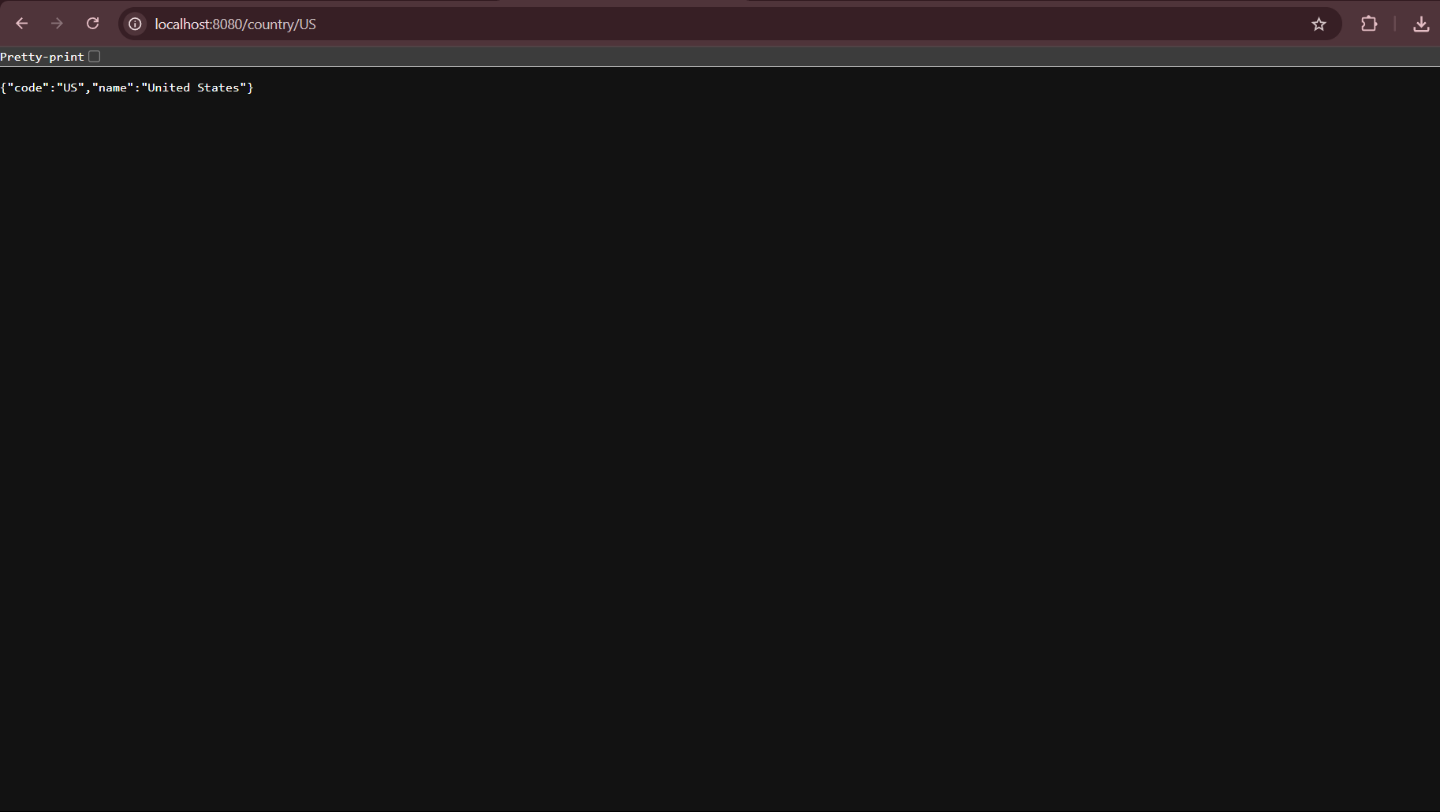 localhost:8080/country/US
Pretty-print
{"code":"US","name":"United States"}